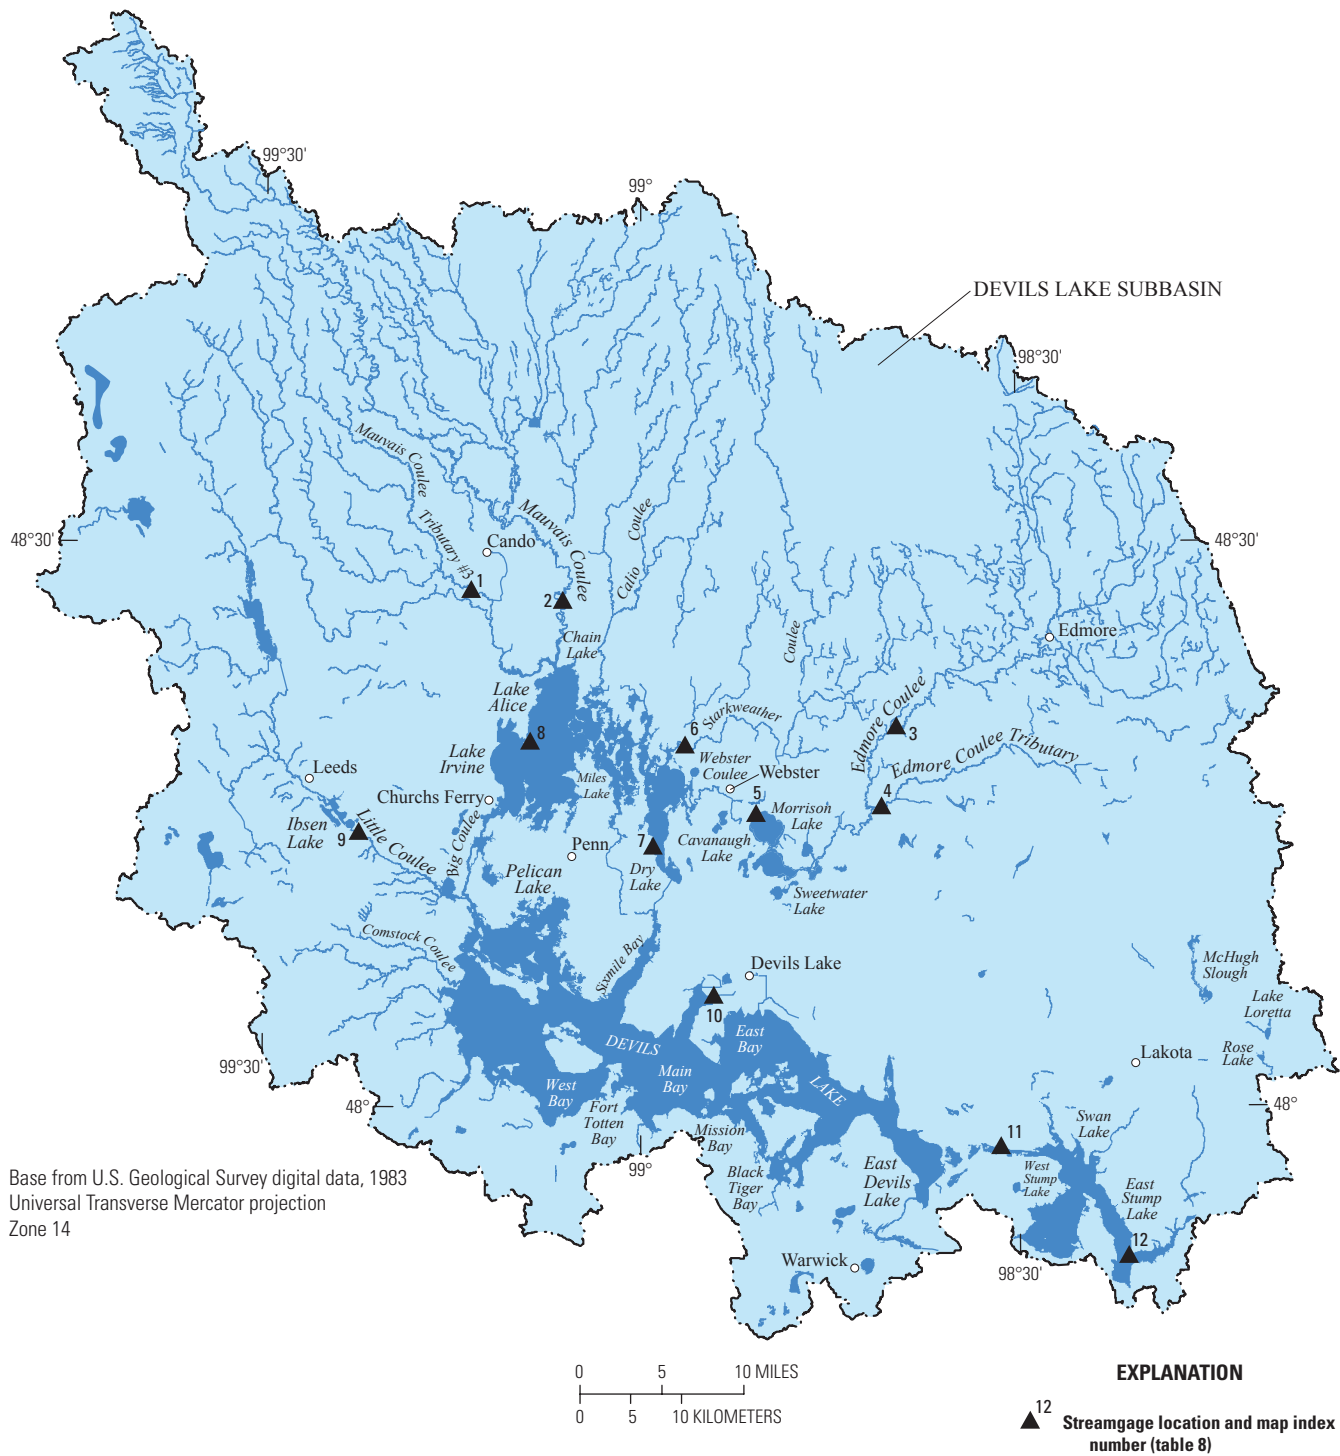 99°30'
99°
DEVILS LAKE SUBBASIN
98°30'
Mauvais Coulee
Tributary #3
Mauvais Coulee
Calio Coulee
48°30'
Cando
48°30'
1
2
Chain
Lake
Coulee
Edmore
Lake
Alice
8
Lake
Irvine
Miles
Lake
6
Starkweather
Webster
Coulee
Webster
Edmore Coulee
3
Edmore Coulee Tributary
4
Leeds
Churchs Ferry
5
Morrison
Lake
Ibsen
Lake
9
Little Coulee
Big Coulee
Penn
7
Cavanaugh
Lake
Pelican
Lake
Dry
Lake
Sweetwater
Lake
Comstock Coulee
Sixmile Bay
Devils Lake
10
McHugh
Slough
Lake
Loretta
East
Bay
DEVILS
LAKE
Main
Bay
Lakota
Rose
Lake
99°30'
West
Bay
48°
Fort
Totten
Bay
Mission
Bay
48°
Swan
Lake
11
99°
Black
Tiger
Bay
East
Devils
Lake
West
Stump
Lake
East
Stump
Lake
12
Base from U.S. Geological Survey digital data, 1983
Universal Transverse Mercator projection
Zone 14
Warwick
98°30'
0 5 10 MILES
0 5 10 KILOMETERS
EXPLANATION
12
Streamgage location and map index
number (table 8)